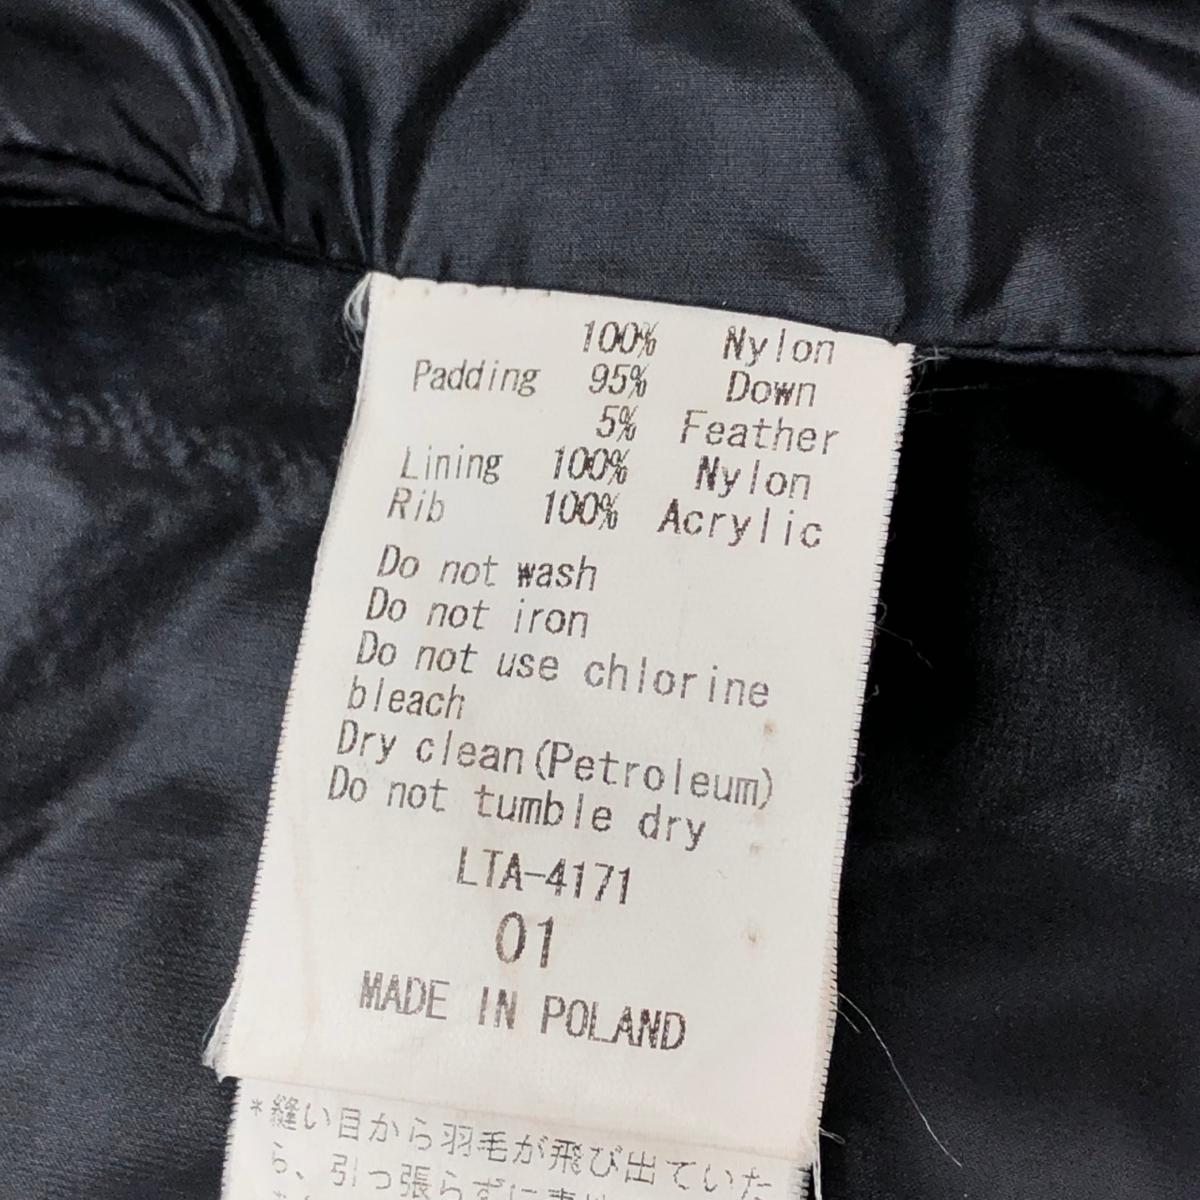 100% Nylon
Padding 95% Down
5% Feather
Lining 100% Nylon
Rib 100% Acrylic
Do not wash
Do not iron
Do not use chlorine
bleach
Dry clean(Petroleum)
Do not tumble dry
LTA-4171
01
MADE IN POLAND
*縫い目から羽毛が飛び出ていた
ら、引っ張らずに裏地